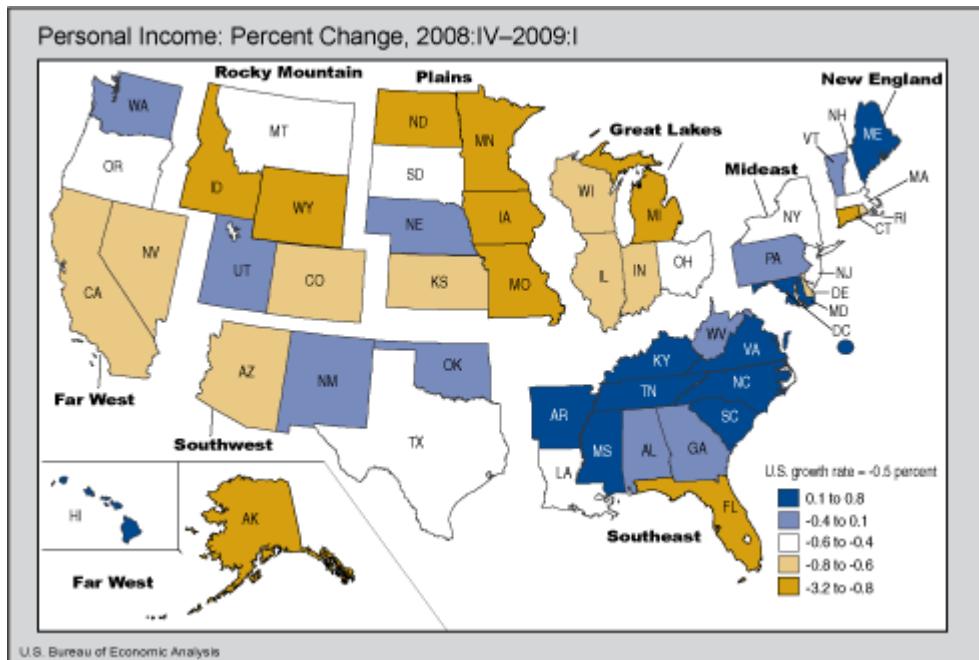 Personal Income: Percent Change, 2008:IV–2009:I
Rocky Mountain
Plains
New England
Great Lakes
Mideast
WA
OR
CA
NV
ID
MT
WY
UT
CO
ND
SD
NE
KS
MN
IA
MO
WI
MI
IL
IN
OH
NH
VT
ME
MA
RI
CT
NY
PA
NJ
DE
MD
DC
Far West
Southwest
AZ
NM
OK
TX
AR
LA
KY
TN
MS
AL
GA
WV
VA
NC
SC
FL
Southeast
HI
AK
Far West
U.S. growth rate = -0.5 percent
0.1 to 0.8
-0.4 to 0.1
-0.6 to -0.4
-0.8 to -0.6
-3.2 to -0.8
U.S. Bureau of Economic Analysis